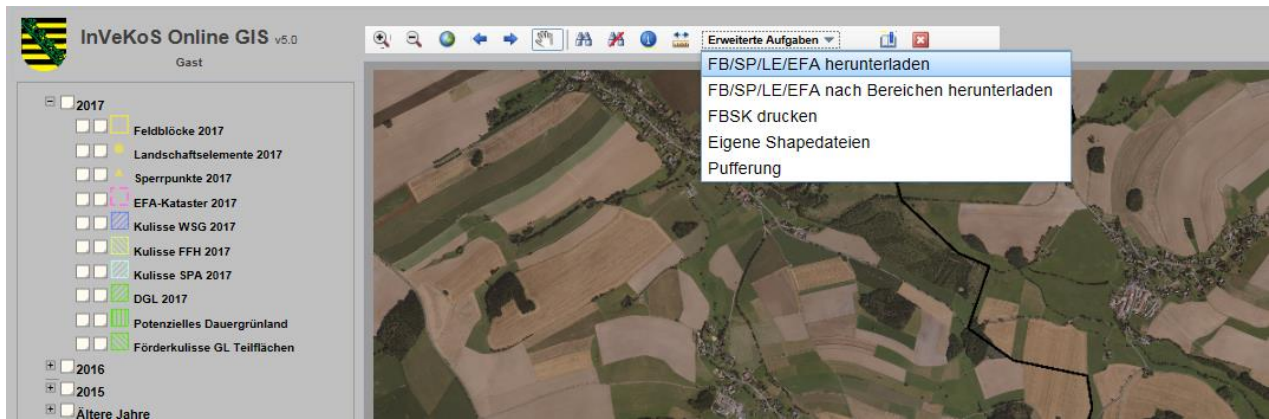 InVeKoS Online GIS v5.0
Gast
Erweiterte Aufgaben
FB/SP/LE/EFA herunterladen
FB/SP/LE/EFA nach Bereichen herunterladen
FBSK drucken
Eigene Shapedateien
Pufferung
2017
Feldblöcke 2017
Landschaftselemente 2017
Sperrpunkte 2017
EFA-Kataster 2017
Kulisse WSG 2017
Kulisse FFH 2017
Kulisse SPA 2017
DGL 2017
Potenzielles Dauergrünland
Förderkulisse GL Teilflächen
2016
2015
Ältere Jahre